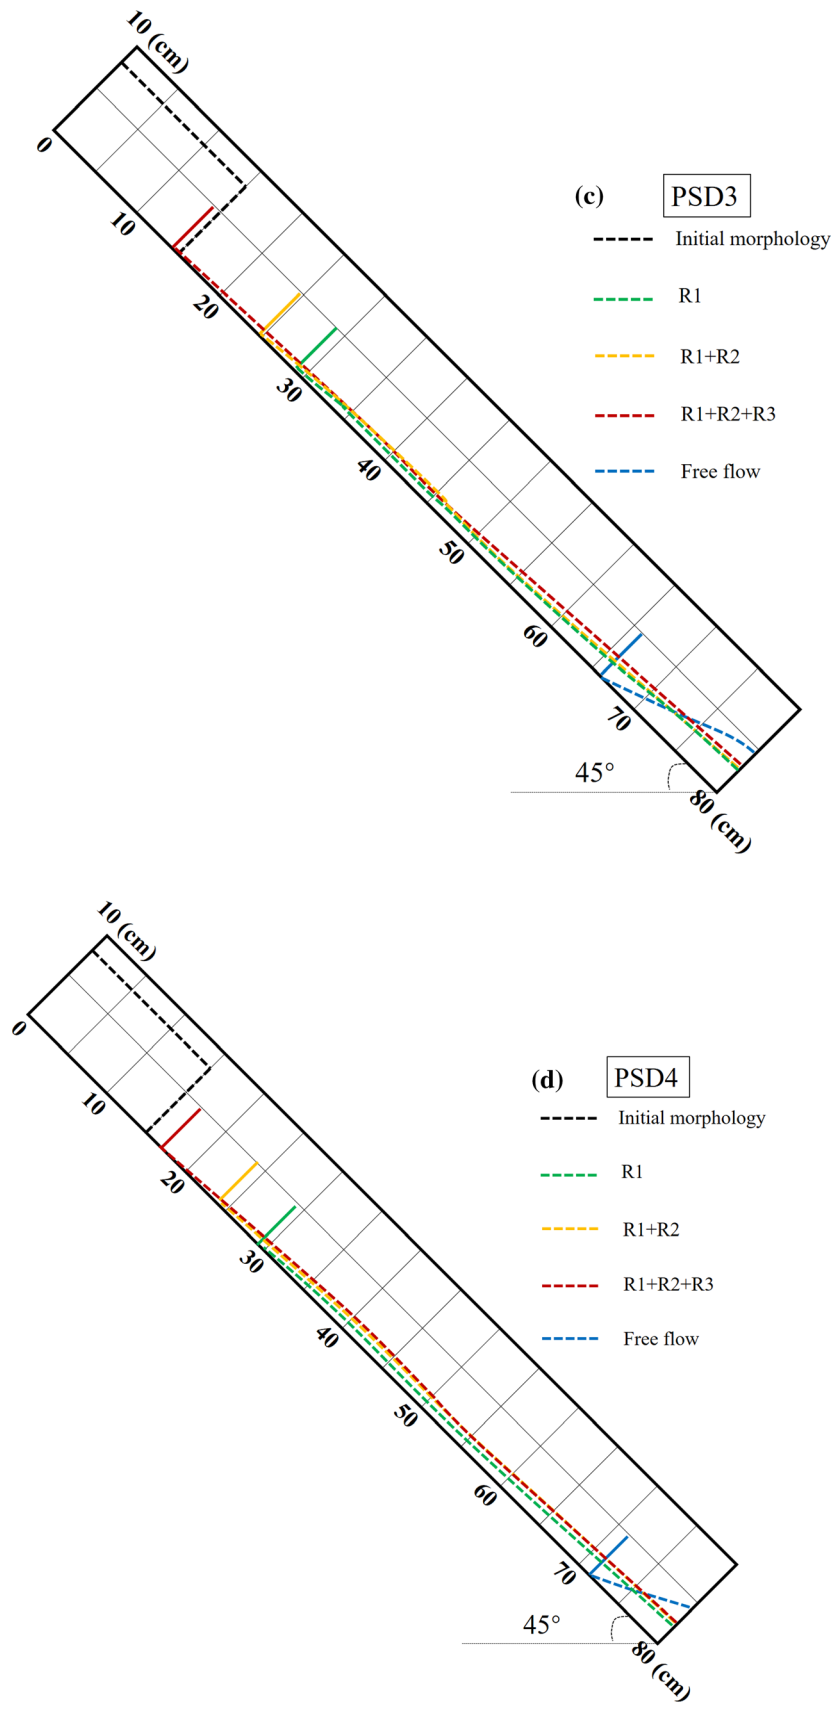 10 (cm)
0
10
20
30
40
50
60
70
80 (cm)
45°
(c)
PSD3
Initial morphology
R1
R1+R2
R1+R2+R3
Free flow
10 (cm)
0
10
20
30
40
50
60
70
80 (cm)
45°
(d)
PSD4
Initial morphology
R1
R1+R2
R1+R2+R3
Free flow